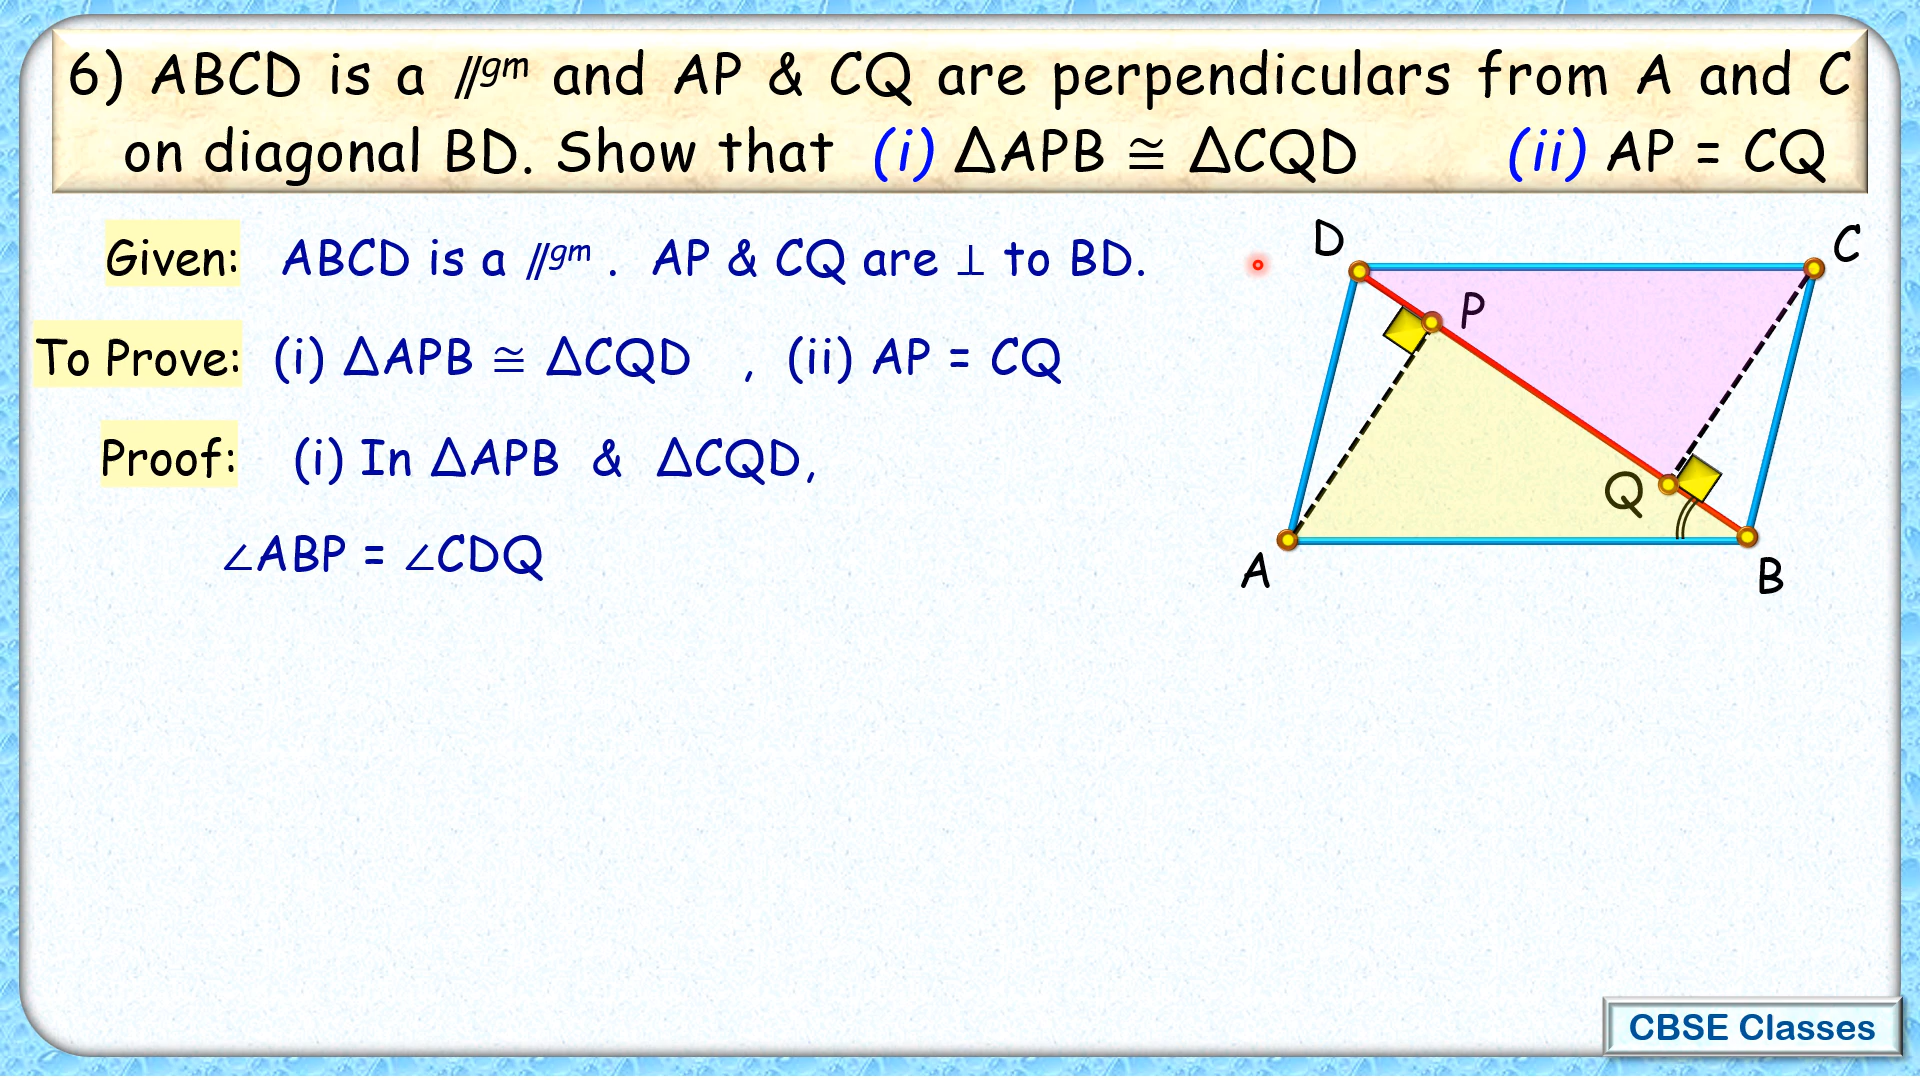 6) ABCD is a //gm and AP & CQ are perpendiculars from A and C
on diagonal BD. Show that (i) ΔAPB ≅ ΔCQD (ii) AP = CQ
Given: ABCD is a //gm . AP & CQ are ⊥ to BD.
To Prove: (i) ΔAPB ≅ ΔCQD , (ii) AP = CQ
Proof: (i) In ΔAPB & ΔCQD,
∠ABP = ∠CDQ
D
C
P
Q
A
B
CBSE Classes